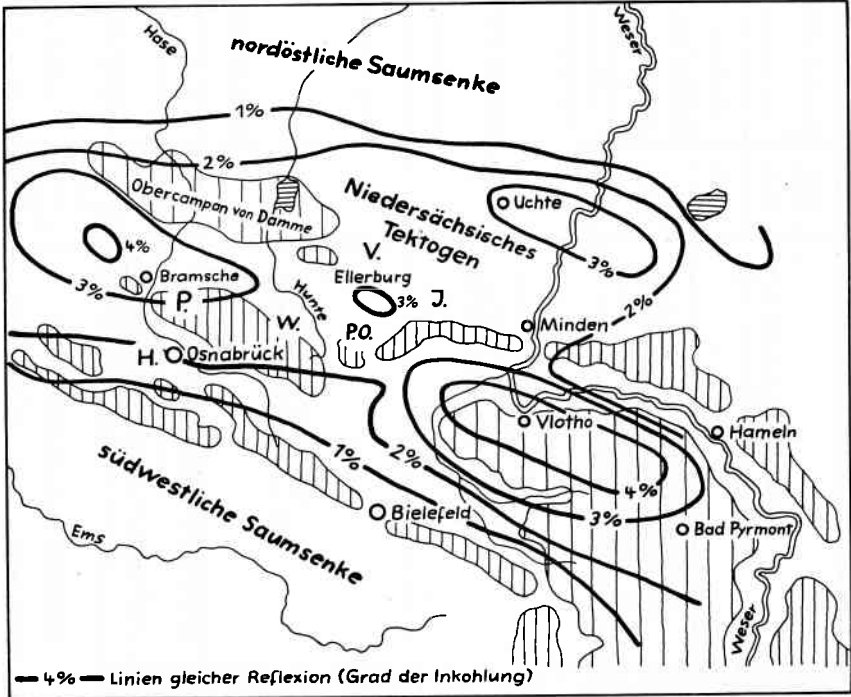 Hase
nordöstliche Saumsenke
Weser
1%
2%
Obercampan von Damme
Niedersächsisches
Tektogen
Uchte
4%
V.
3%
Bramsche
Ellerburg
3%
P.
Hunte
3%
J.
2%
W.
P.O.
Minden
H.
Osnabrück
Vlotho
Hameln
1%
2%
4%
südwestliche Saumsenke
Bielefeld
3%
Bad Pyrmont
Ems
Weser
4% Linien gleicher Reflexion (Grad der Inkohlung)